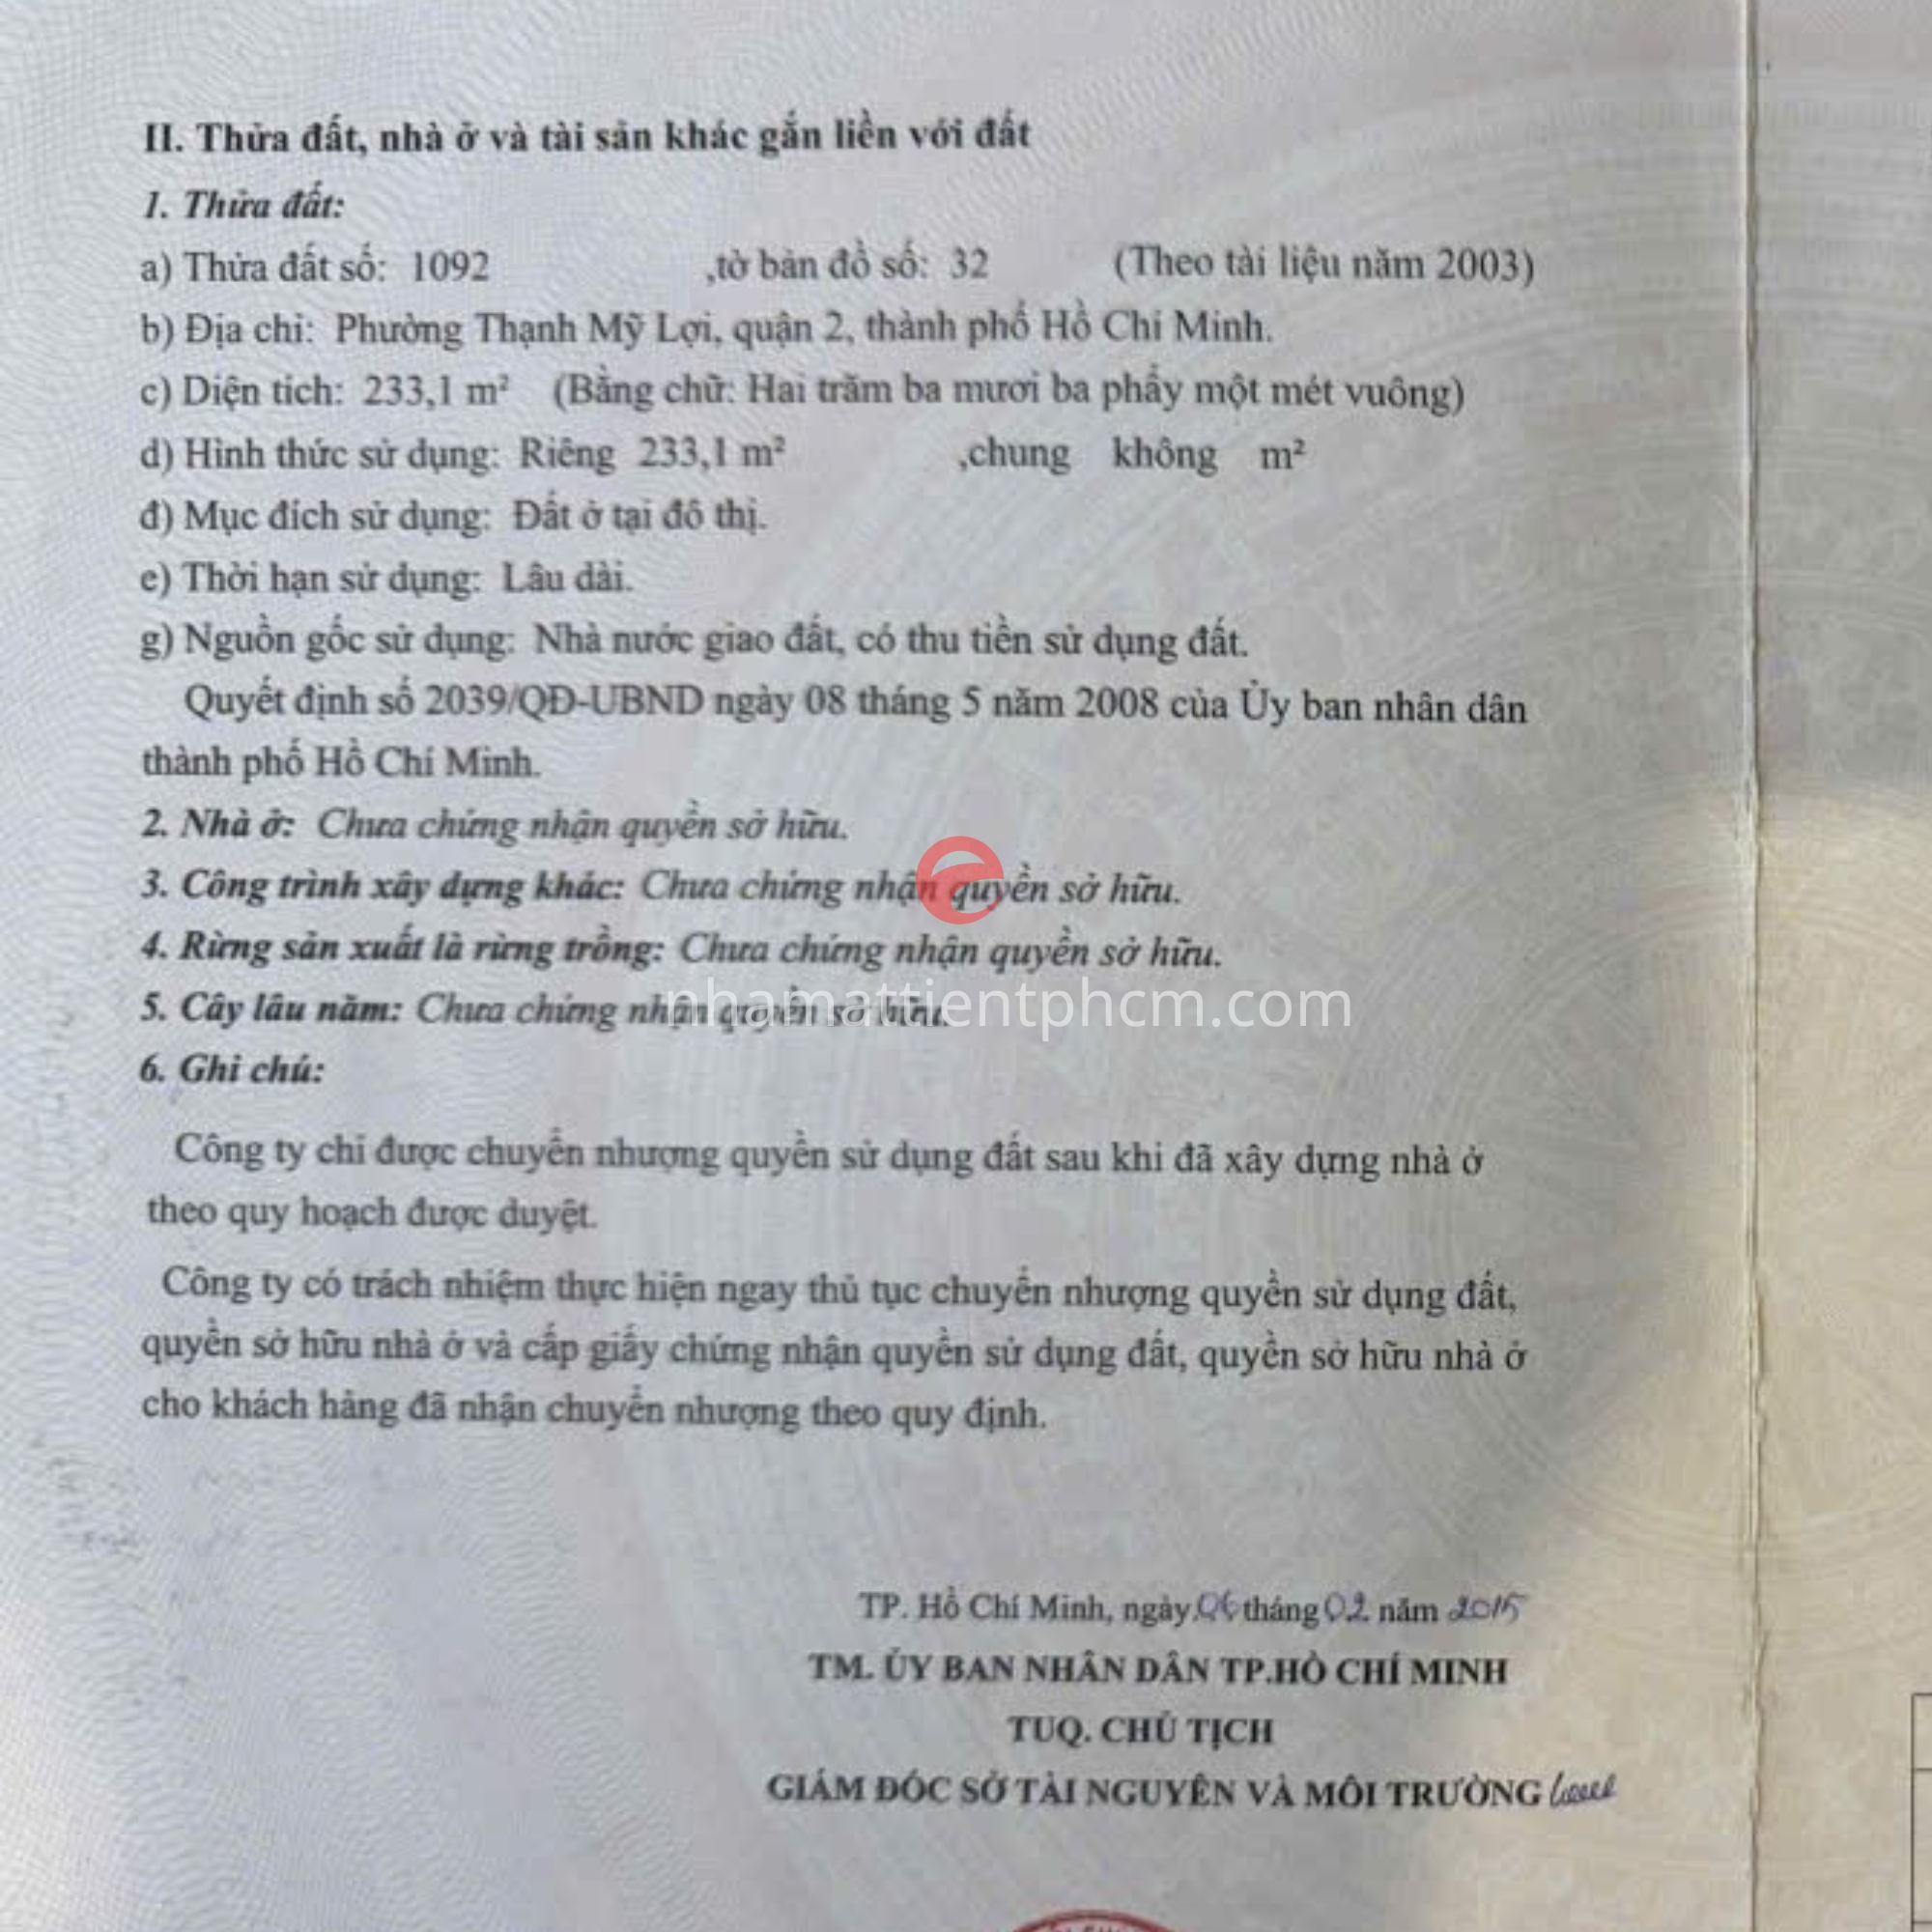 II. Thửa đất, nhà ở và tài sản khác gắn liền với đất
1. Thửa đất:
a) Thửa đất số: 1092 ,tờ bản đồ số: 32 (Theo tài liệu năm 2003)
b) Địa chỉ: Phường Thạnh Mỹ Lợi, quận 2, thành phố Hồ Chí Minh.
c) Diện tích: 233,1 m² (Bằng chữ: Hai trăm ba mươi ba phẩy một mét vuông)
d) Hình thức sử dụng: Riêng 233,1 m² ,chung không m²
đ) Mục đích sử dụng: Đất ở tại đô thị.
e) Thời hạn sử dụng: Lâu dài.
g) Nguồn gốc sử dụng: Nhà nước giao đất, có thu tiền sử dụng đất.
Quyết định số 2039/QĐ-UBND ngày 08 tháng 5 năm 2008 của Ủy ban nhân dân
thành phố Hồ Chí Minh.
2. Nhà ở: Chưa chứng nhận quyền sở hữu.
3. Công trình xây dựng khác: Chưa chứng nhận quyền sở hữu.
4. Rừng sản xuất là rừng trồng: Chưa chứng nhận quyền sở hữu.
5. Cây lâu năm: Chưa chứng nhận quyền sở hữu.
nhamattientphcm.com
6. Ghi chú:
Công ty chỉ được chuyển nhượng quyền sử dụng đất sau khi đã xây dựng nhà ở
theo quy hoạch được duyệt.
Công ty có trách nhiệm thực hiện ngay thủ tục chuyển nhượng quyền sử dụng đất,
quyền sở hữu nhà ở và cấp giấy chứng nhận quyền sử dụng đất, quyền sở hữu nhà ở
cho khách hàng đã nhận chuyển nhượng theo quy định.
TP. Hồ Chí Minh, ngày 06 tháng 02 năm 2015
TM. ỦY BAN NHÂN DÂN TP.HỒ CHÍ MINH
TUQ. CHỦ TỊCH
GIÁM ĐỐC SỞ TÀI NGUYÊN VÀ MÔI TRƯỜNG